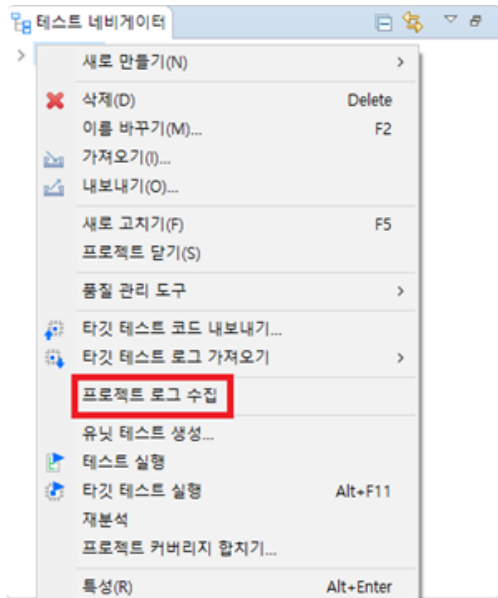 테스트 네비게이터
새로 만들기(N)
삭제(D) Delete
이름 바꾸기(M)... F2
가져오기(I)...
내보내기(O)...
새로 고치기(F) F5
프로젝트 닫기(S)
품질 관리 도구
타깃 테스트 코드 내보내기...
타깃 테스트 로그 가져오기
프로젝트 로그 수집
유닛 테스트 생성...
테스트 실행
타깃 테스트 실행 Alt+F11
재분석
프로젝트 커버리지 합치기...
특성(R) Alt+Enter